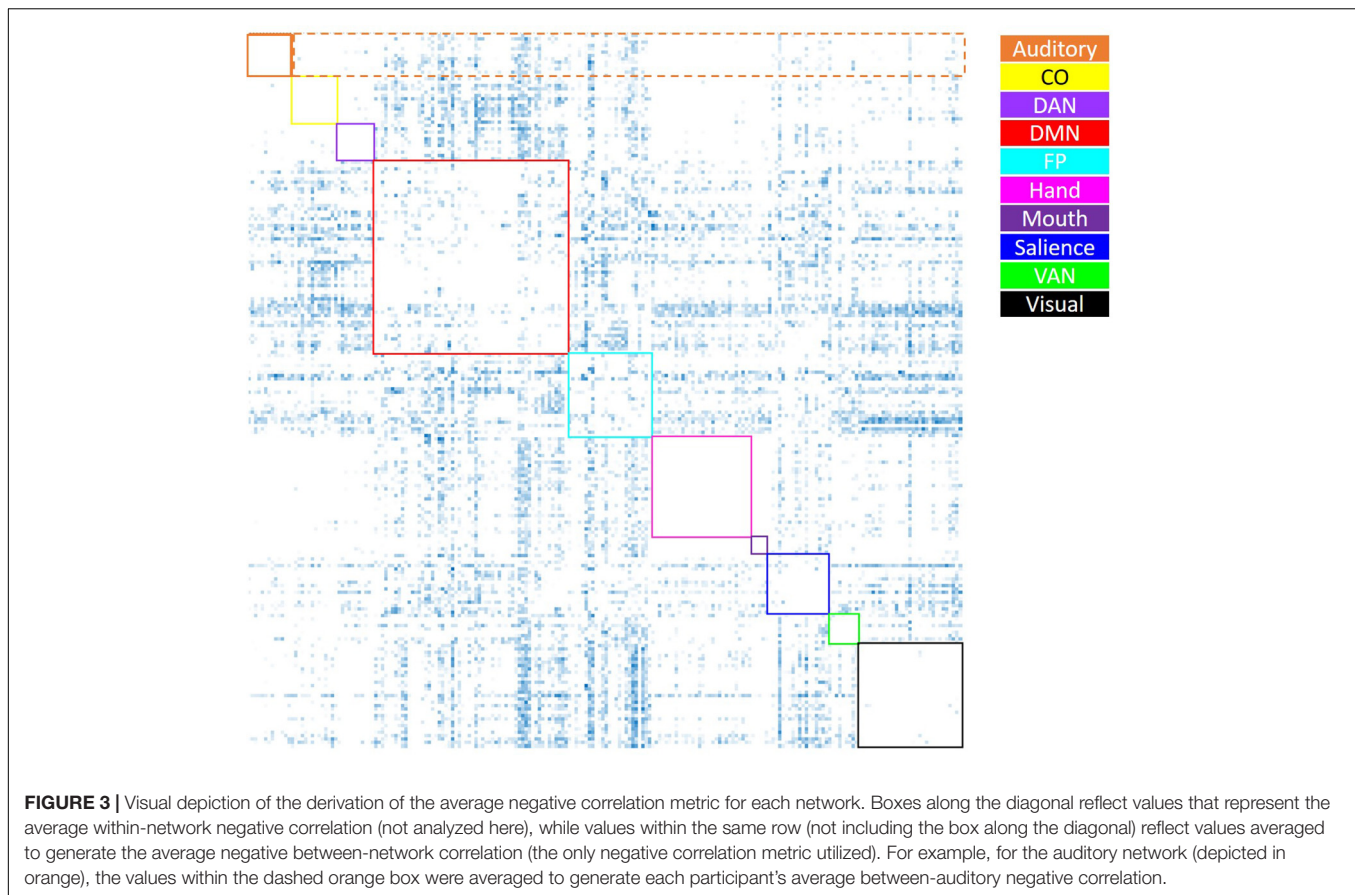 Auditory
CO
DAN
DMN
FP
Hand
Mouth
Salience
VAN
Visual
FIGURE 3 | Visual depiction of the derivation of the average negative correlation metric for each network. Boxes along the diagonal reflect values that represent the
average within-network negative correlation (not analyzed here), while values within the same row (not including the box along the diagonal) reflect values averaged
to generate the average negative between-network correlation (the only negative correlation metric utilized). For example, for the auditory network (depicted in
orange), the values within the dashed orange box were averaged to generate each participant's average between-auditory negative correlation.